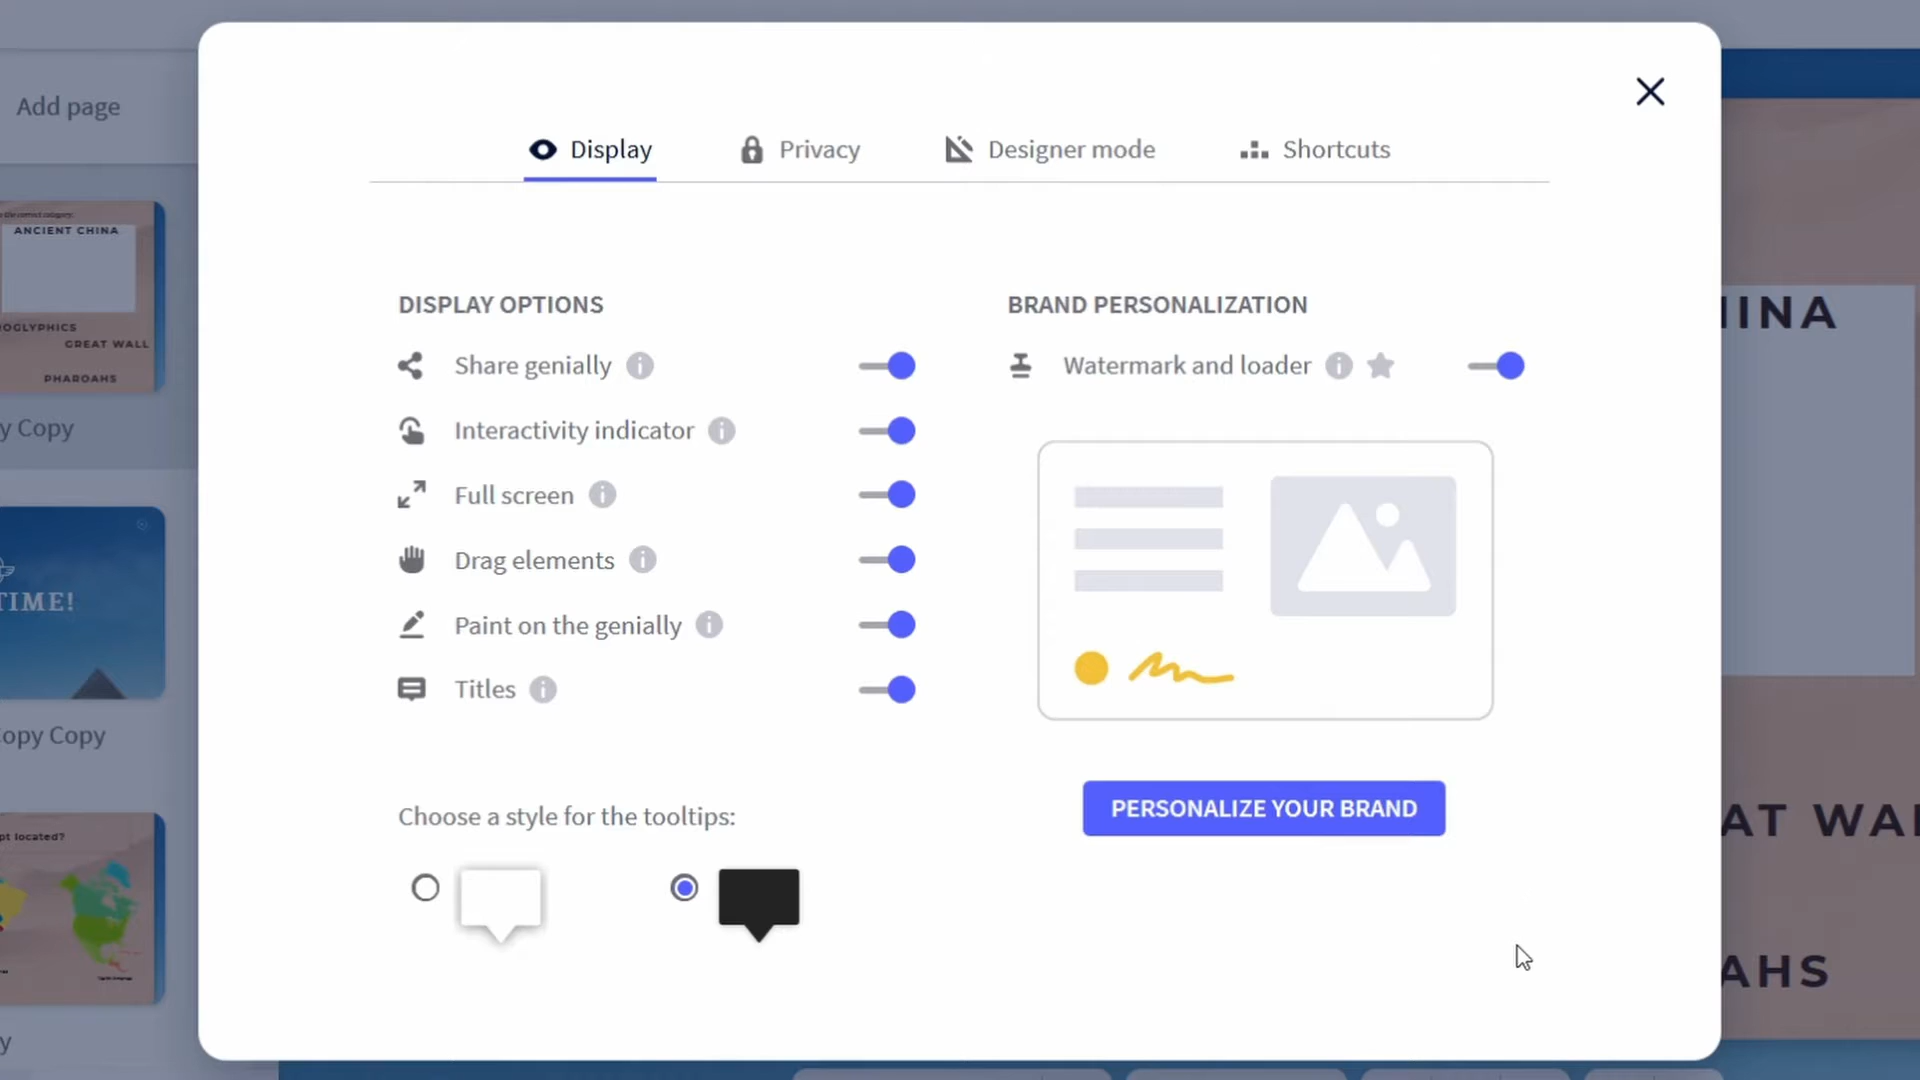 Add page
Display
Privacy
Designer mode
Shortcuts
DISPLAY OPTIONS
Share genially
Interactivity indicator
Full screen
Drag elements
Paint on the genially
Titles
Choose a style for the tooltips:
BRAND PERSONALIZATION
Watermark and loader
PERSONALIZE YOUR BRAND
ANCIENT CHINA
OGLYPHICS
GREAT WALL
PHAROAHS
y Copy
TIME!
opy Copy
pt located?
y
HINA
AT WA
AHS